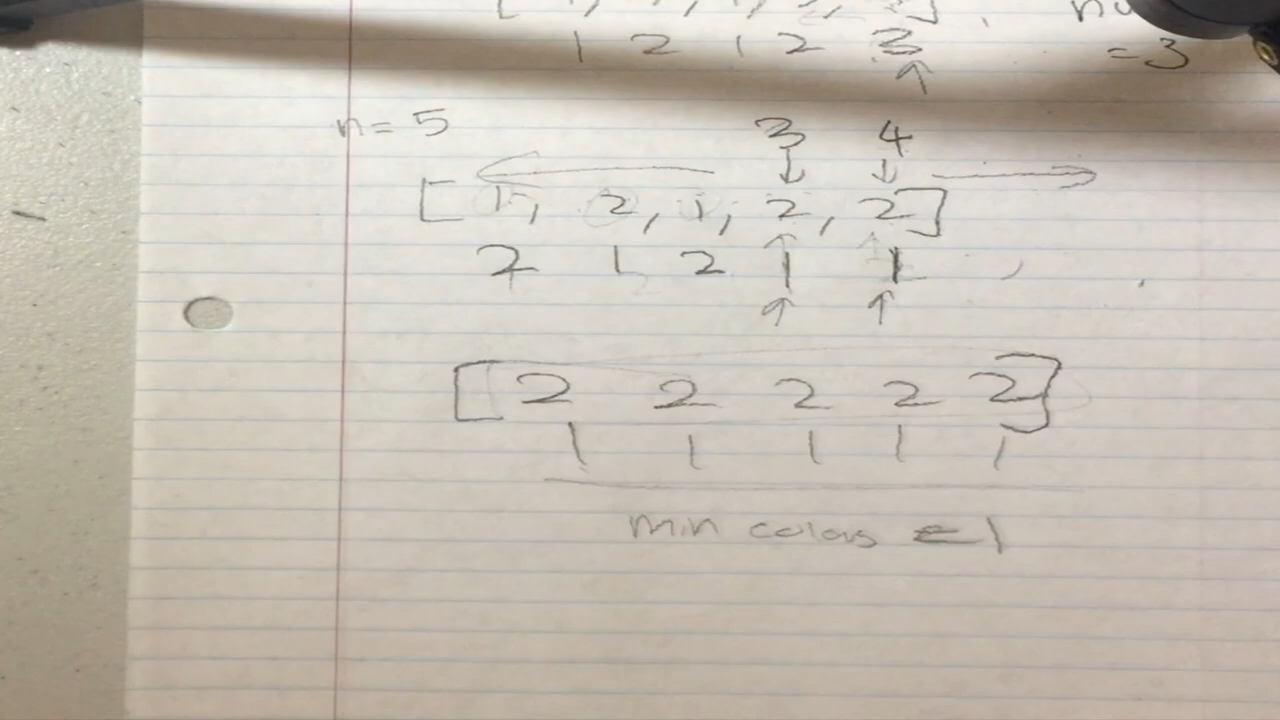 1 2 1 2 3
= 3
n = 5
3 4
[ 1, 2, 1, 2, 2 ]
2 1 2 1 1
[ 2 2 2 2 2 ]
1 1 1 1 1
min colors = 1